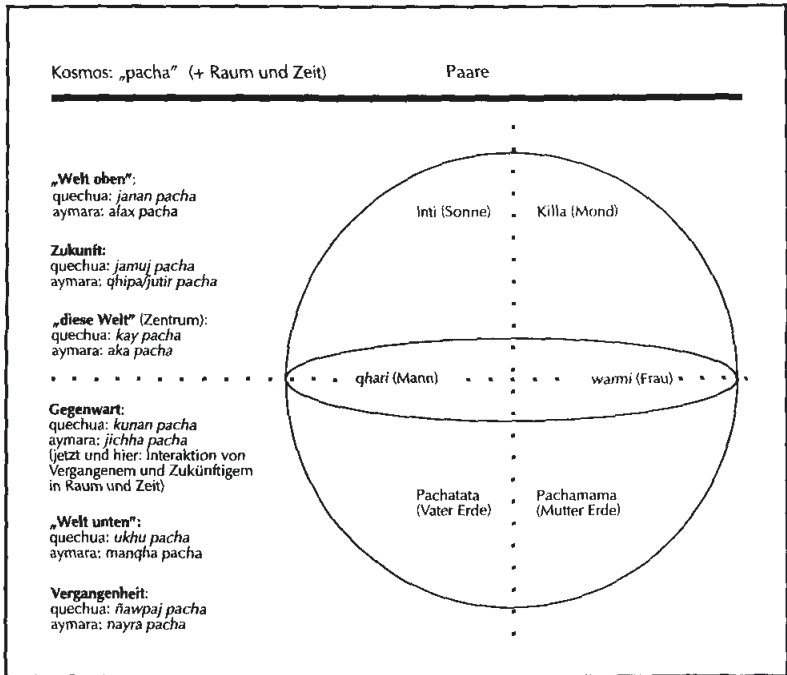 Kosmos: „pacha" (+ Raum und Zeit)
Paare
„Welt oben":
quechua: janan pacha
aymara: alax pacha
Zukunft:
quechua: jamuj pacha
aymara: qhipa/jutir pacha
„diese Welt" (Zentrum):
quechua: kay pacha
aymara: aka pacha
Gegenwart:
quechua: kunan pacha
aymara: jichha pacha
(jetzt und hier: Interaktion von
Vergangenem und Zukünftigem
in Raum und Zeit)
„Welt unten":
quechua: ukhu pacha
aymara: manqha pacha
Vergangenheit:
quechua: ñawpaj pacha
aymara: nayra pacha
Inti (Sonne)
Killa (Mond)
qhari (Mann)
warmi (Frau)
Pachatata
(Vater Erde)
Pachamama
(Mutter Erde)